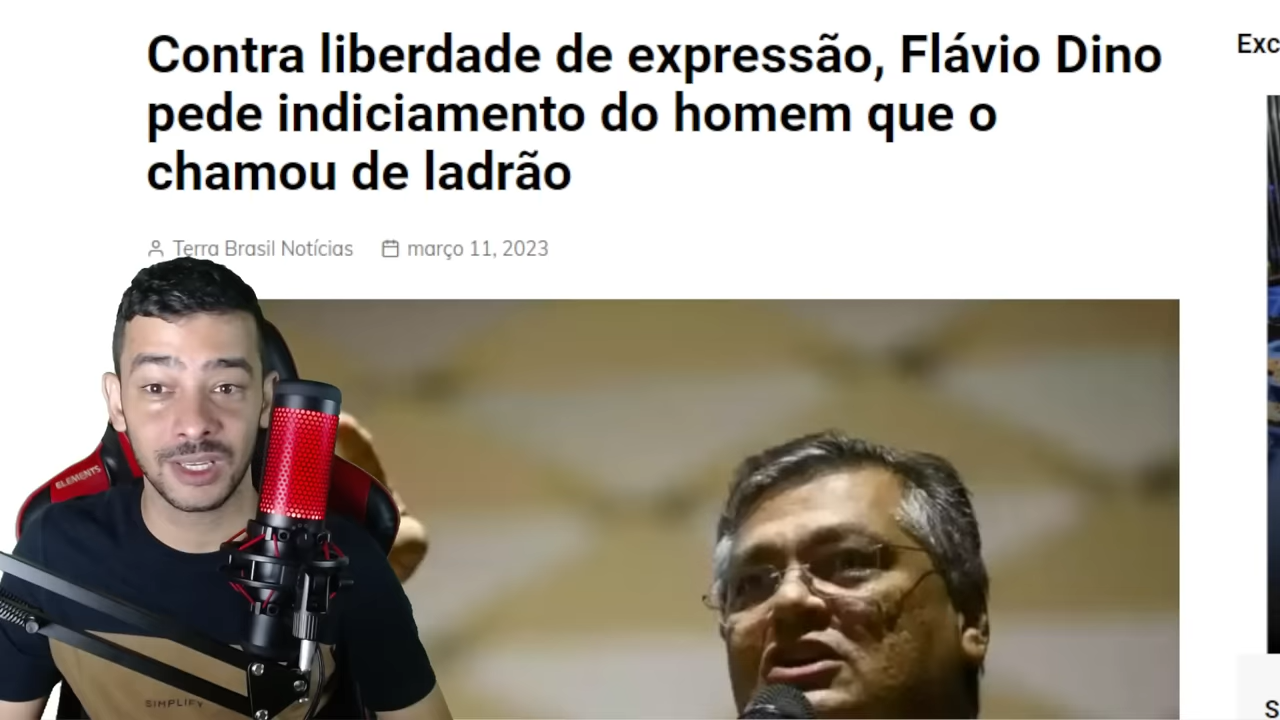 Contra liberdade de expressão, Flávio Dino
pede indiciamento do homem que o
chamou de ladrão
Terra Brasil Notícias março 11, 2023
Exc
ELEMENTS
SIMPLIFY
S